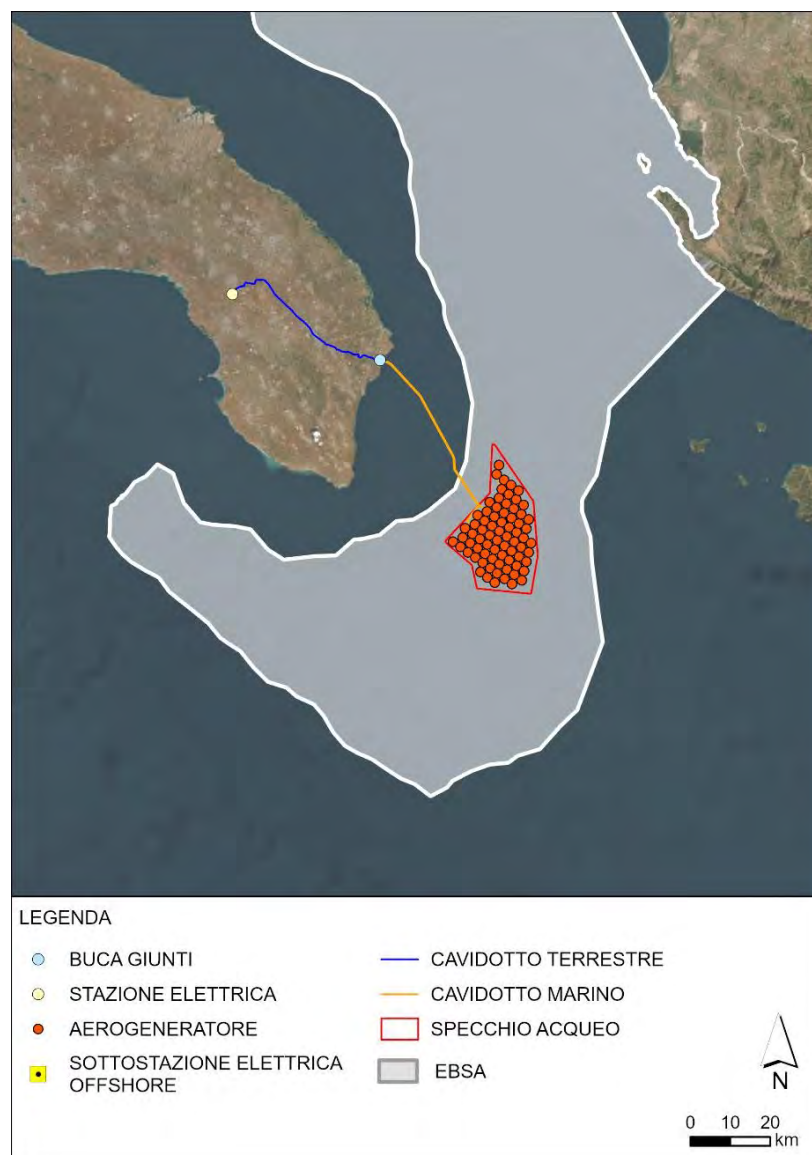 LEGENDA
BUCA GIUNTI
STAZIONE ELETTRICA
AEROGENERATORE
SOTTOSTAZIONE ELETTRICA
OFFSHORE
CAVIDOTTO TERRESTRE
CAVIDOTTO MARINO
SPECCHIO ACQUEO
EBSA
N
0 10 20
km